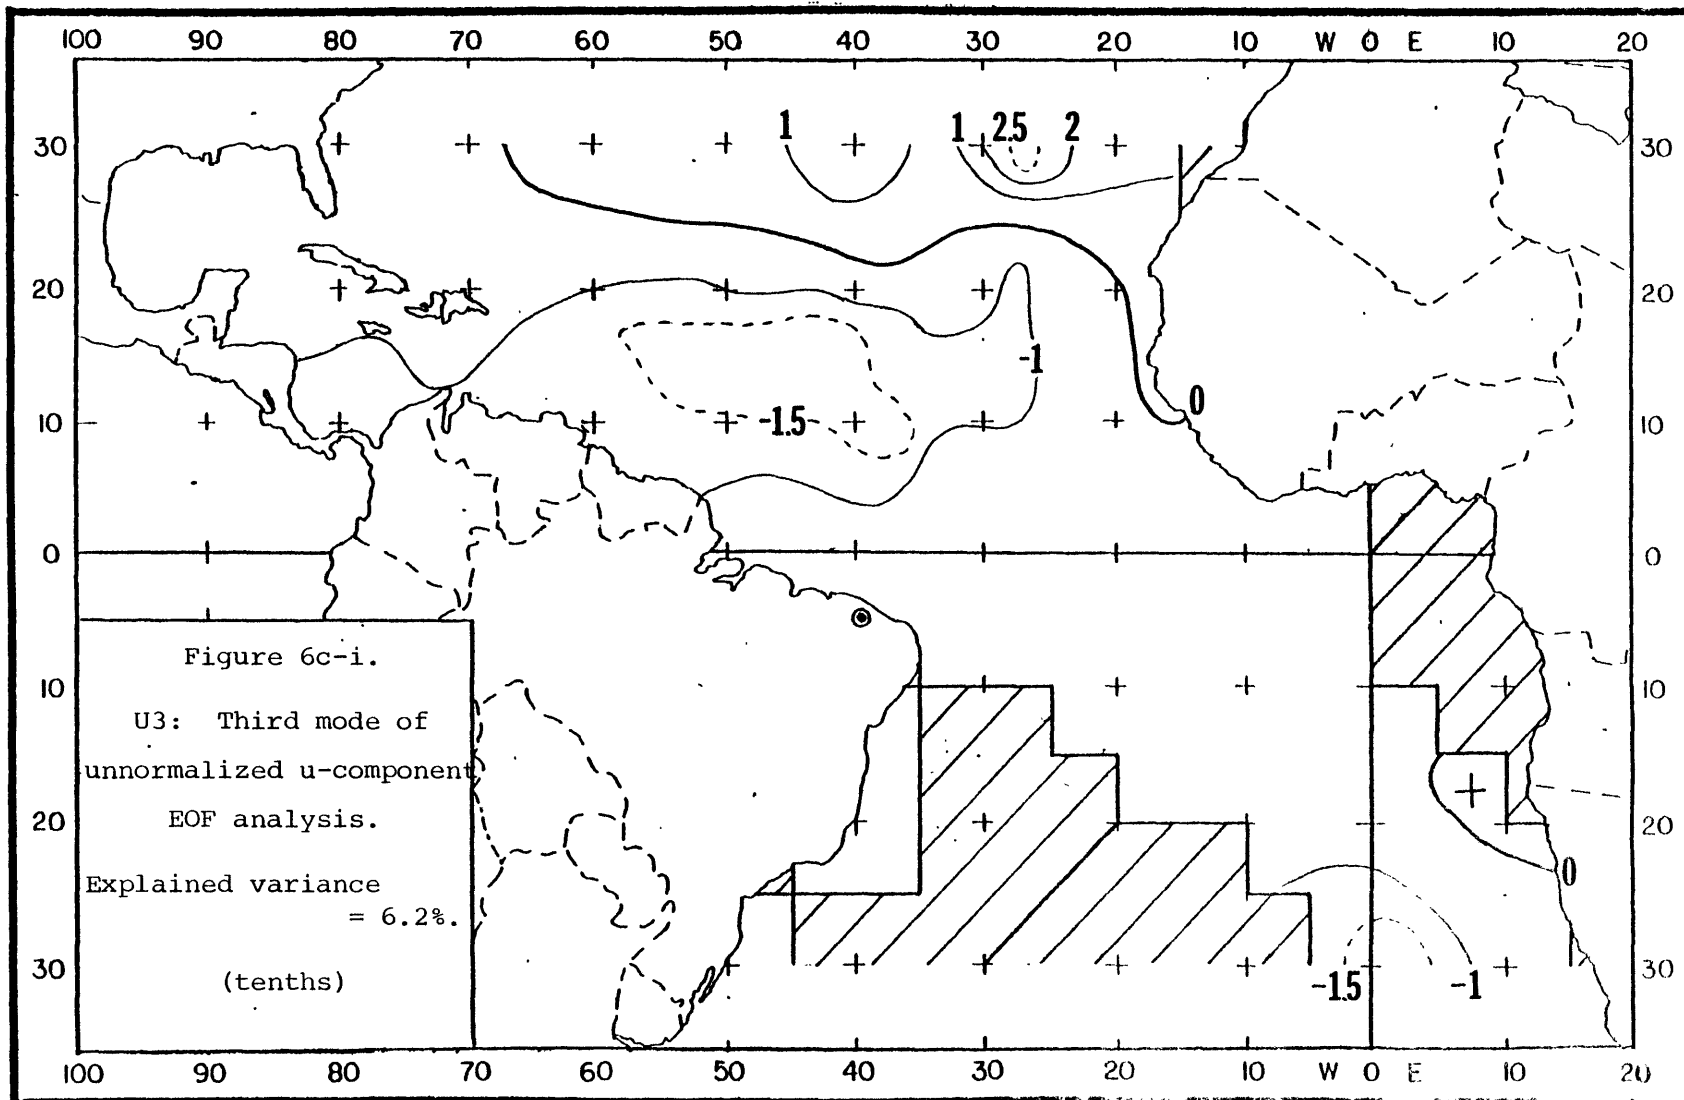 100 90 80 70 60 50 40 30 20 10 W 0 E 10 20
1 1 2.5 2
30 30
20 20
-1
0
10 -1.5 10
0 0
Figure 6c-i.
10 10
U3: Third mode of
unnormalized u-component
EOF analysis.
20 20
0
Explained variance
= 6.2%.
30 (tenths) -1.5 -1 30
100 90 80 70 60 50 40 30 20 10 W 0 E 10 20